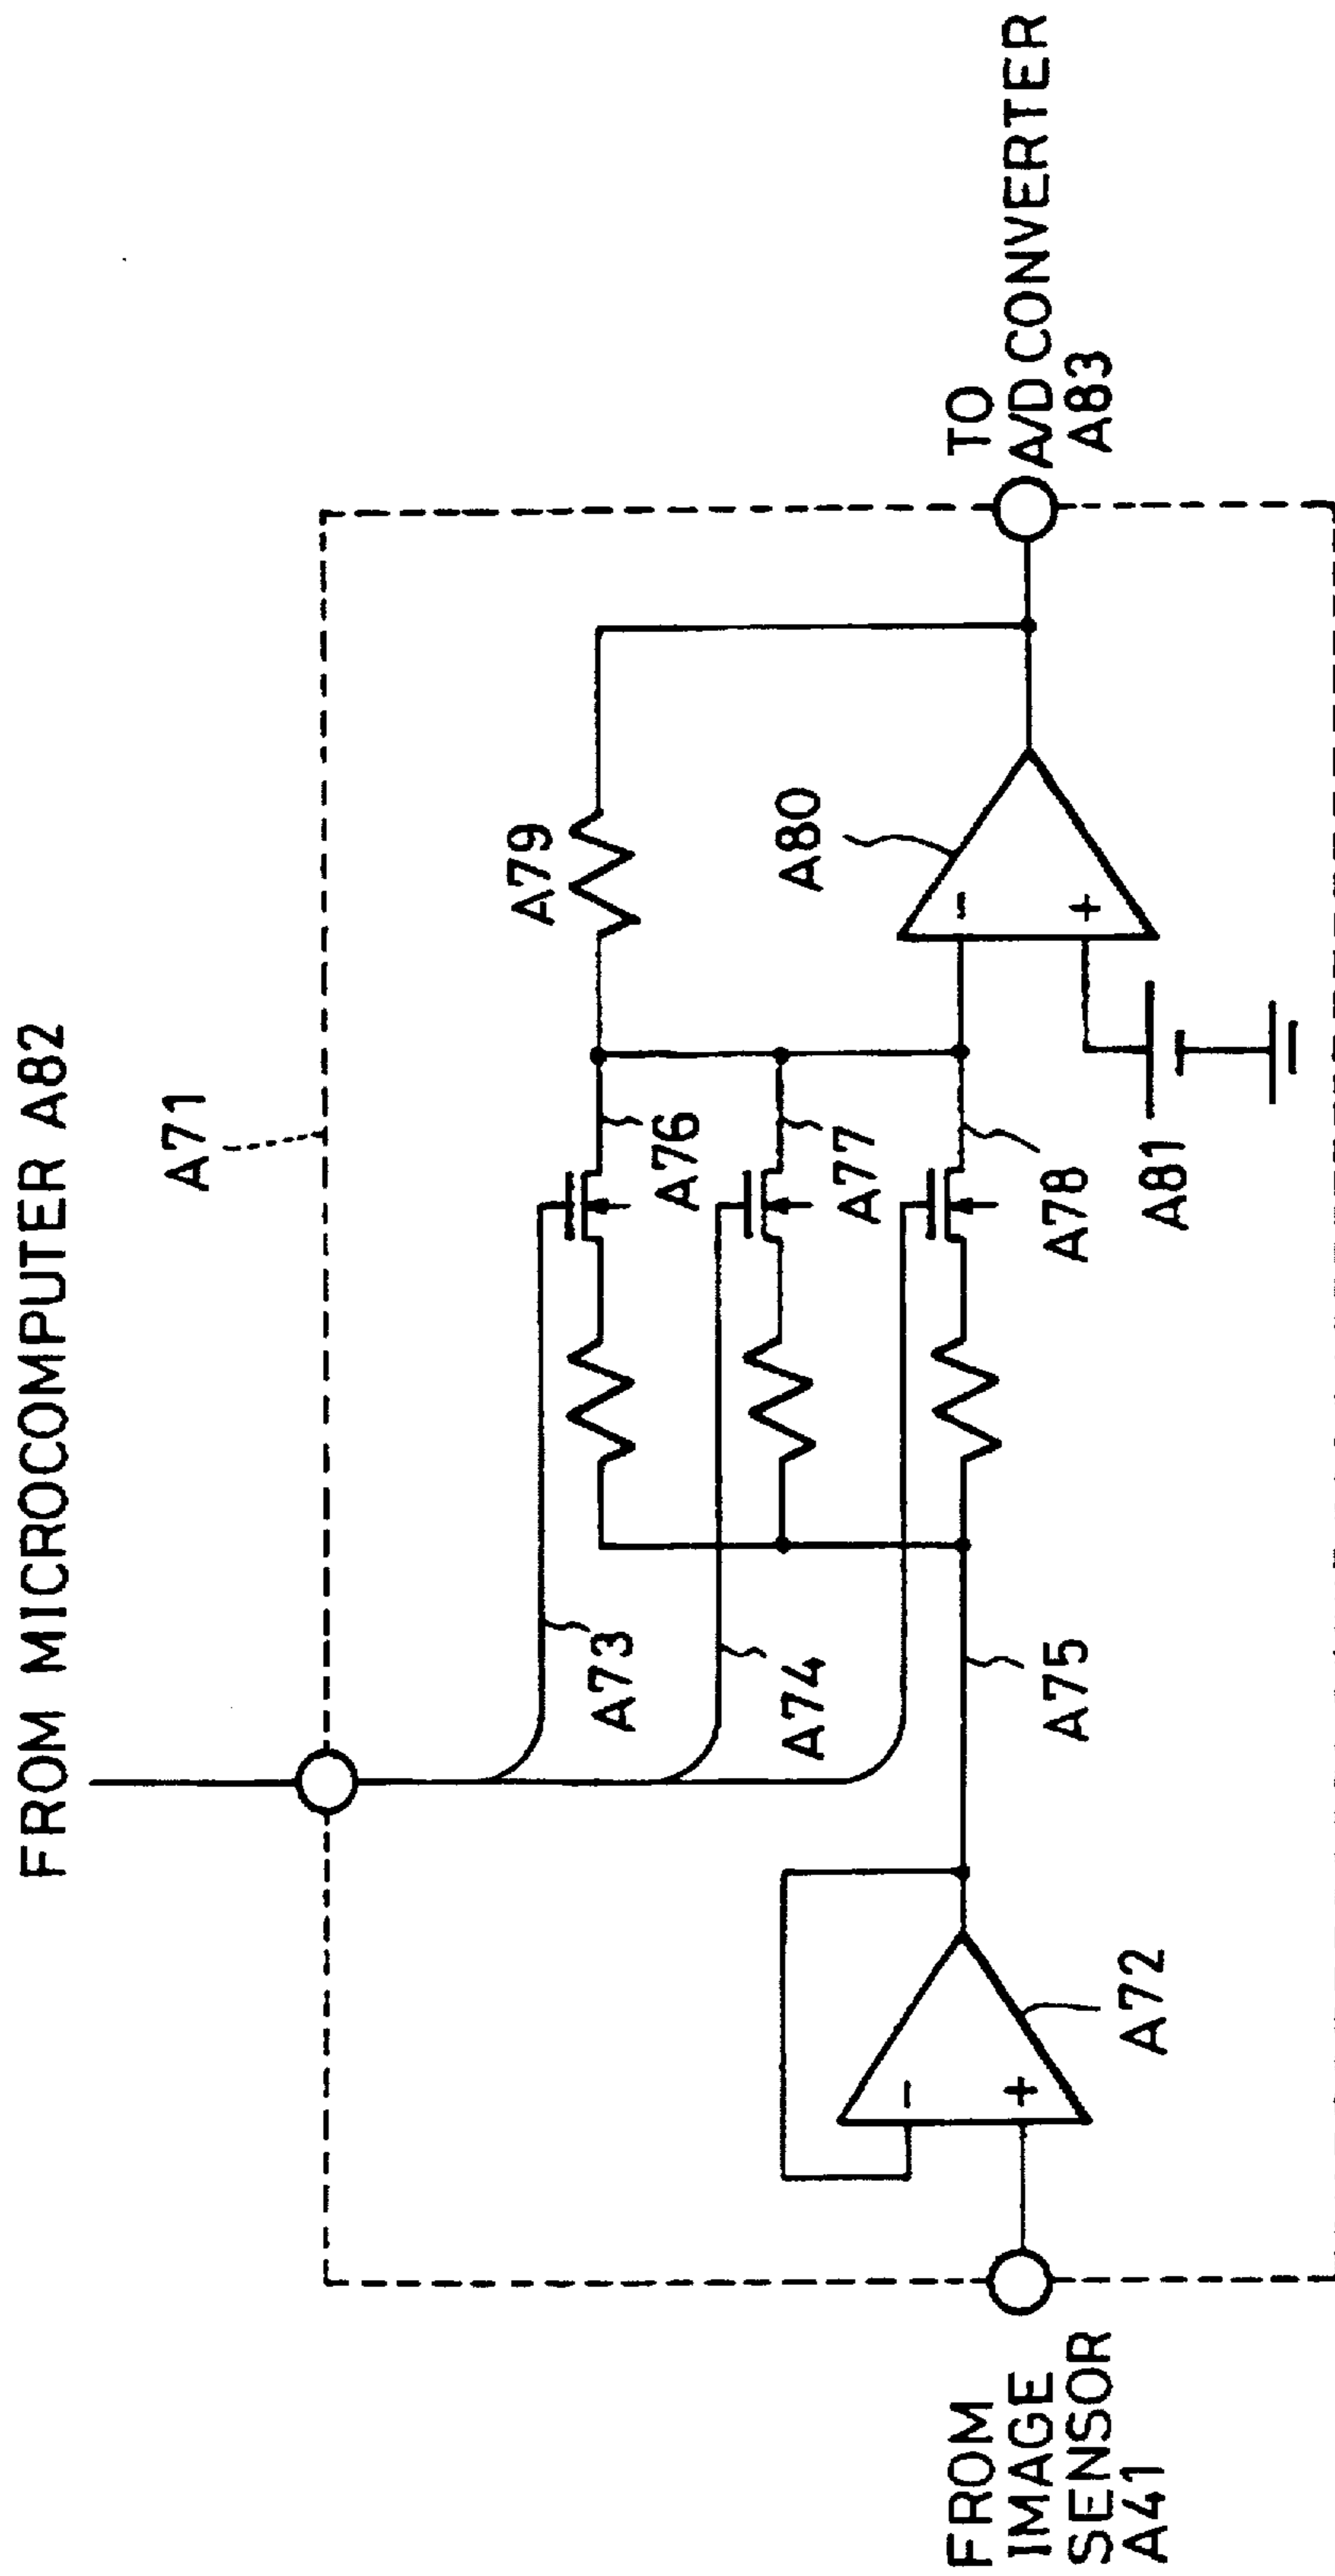 FROM MICROCOMPUTER A82
A71
A73
A74
A75
A76
A77
A78
A79
A80
-
+
A81
A72
-
+
FROM
IMAGE
SENSOR
A41
TO
A/D CONVERTER
A83